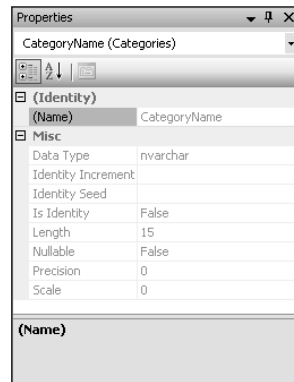 Properties
CategoryName (Categories)
(Identity)
(Name) CategoryName
Misc
Data Type nvarchar
Identity Increment
Identity Seed
Is Identity False
Length 15
Nullable False
Precision 0
Scale 0
(Name)